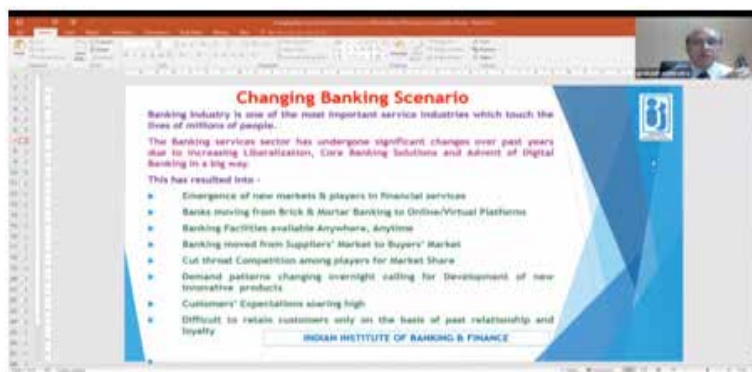 Changing Banking Scenario
Banking Industry is one of the most important service industries which touch the
lives of millions of people.
The Banking services sector has undergone significant changes over past years
due to increasing Liberalization, Core Banking Solutions and Advent of Digital
Banking in a big way.
This has resulted into -
Emergence of new markets & players in financial services
Banks moving from Brick & Mortar Banking to Online/Virtual Platforms
Banking Facilities available Anywhere, Anytime
Banking moved from Suppliers' Market to Buyers' Market
Cut throat Competition among players for Market Share
Demand patterns changing overnight calling for Development of new
innovative products
Customers' Expectations soaring high
Difficult to retain customers only on the basis of past relationship and
loyalty
INDIAN INSTITUTE OF BANKING & FINANCE